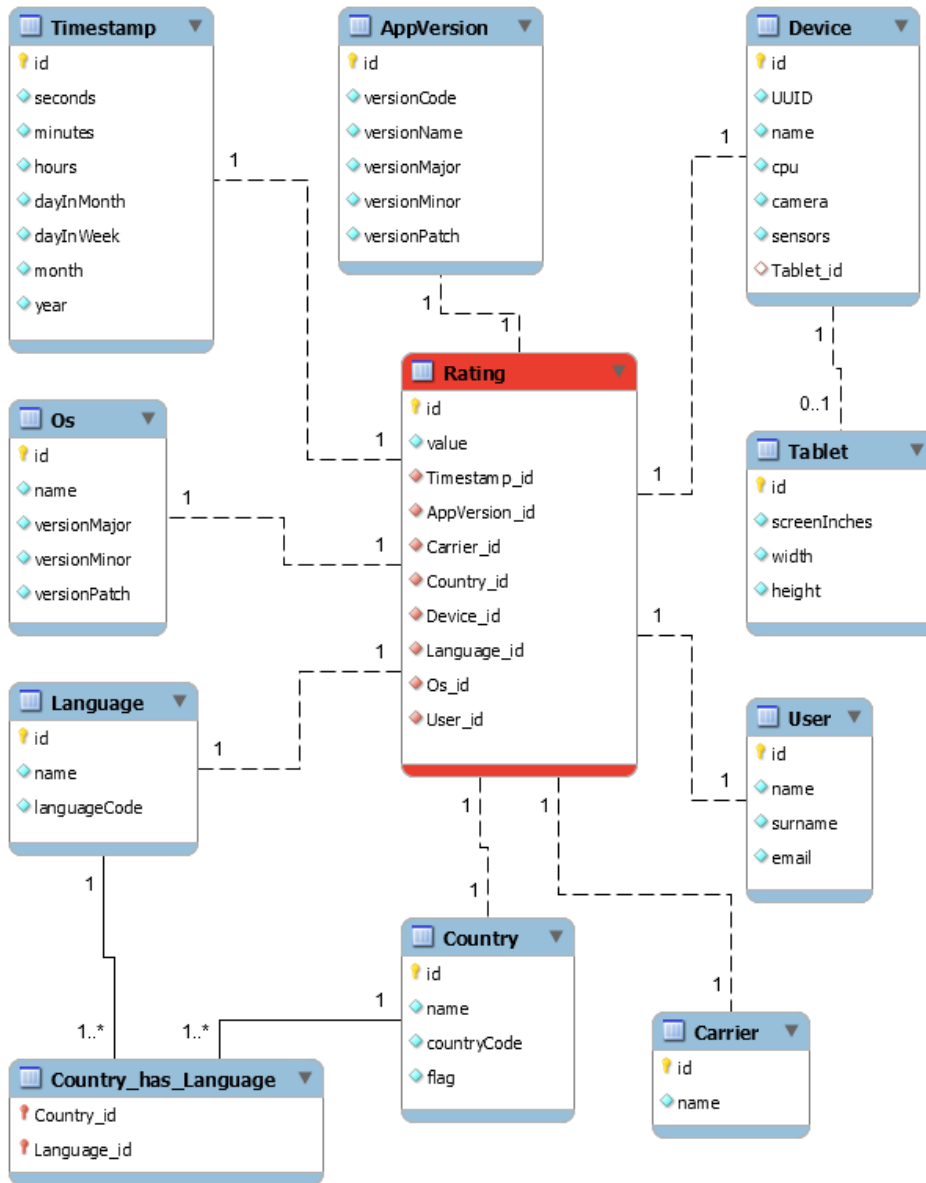 Timestamp
id
seconds
minutes
hours
dayInMonth
dayInWeek
month
year
AppVersion
id
versionCode
versionName
versionMajor
versionMinor
versionPatch
Device
id
UUID
name
cpu
camera
sensors
Tablet_id
1
1
1
1
1
0..1
Rating
id
value
Timestamp_id
AppVersion_id
Carrier_id
Country_id
Device_id
Language_id
Os_id
User_id
Os
id
name
versionMajor
versionMinor
versionPatch
Tablet
id
screenInches
width
height
1
1
1
1
1
1
1
1
Language
id
name
languageCode
User
id
name
surname
email
1
1
1
1
1
1
1
1..*
1..*
Country
id
name
countryCode
flag
Carrier
id
name
Country_has_Language
Country_id
Language_id